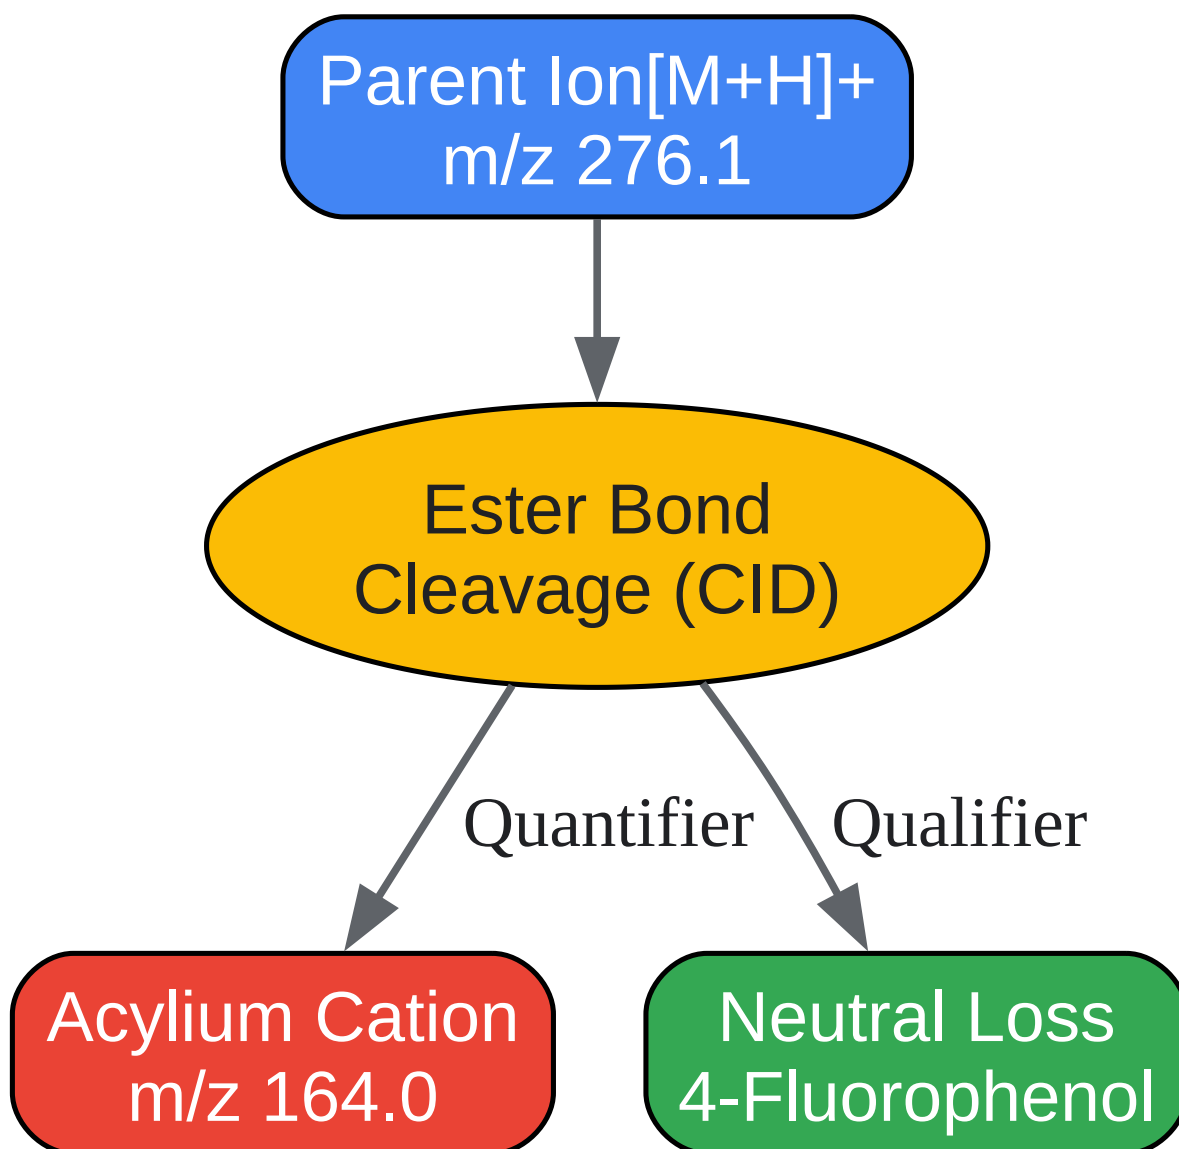 Parent Ion[M+H]+
m/z 276.1
Ester Bond
Cleavage (CID)
Quantifier
Qualifier
Acylium Cation
m/z 164.0
Neutral Loss
4-Fluorophenol